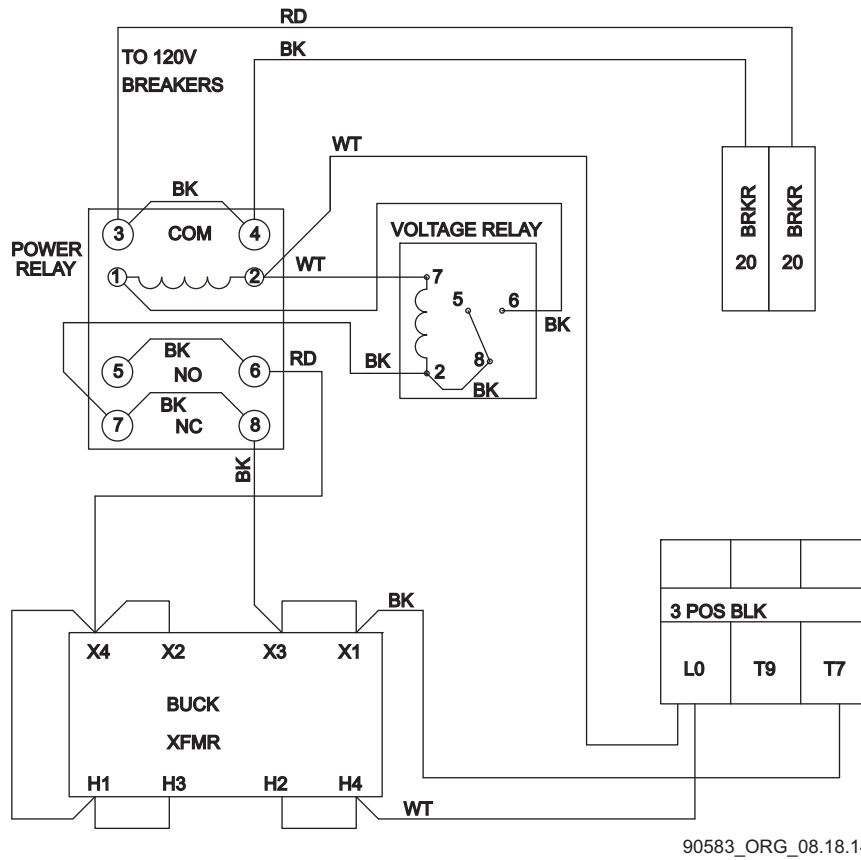 RD
TO 120V
BREAKERS
BK
WT
BK
3
COM
4
POWER
RELAY
1
2
WT
VOLTAGE RELAY
7
5
6
BK
8
2
BK
BK
20 BRKR
20 BRKR
5
BK
NO
6
RD
7
BK
NC
8
BK
BK
3 POS BLK
L0
T9
T7
X4
X2
X3
X1
BUCK
XFMR
H1
H3
H2
H4
WT
90583_ORG_08.18.14